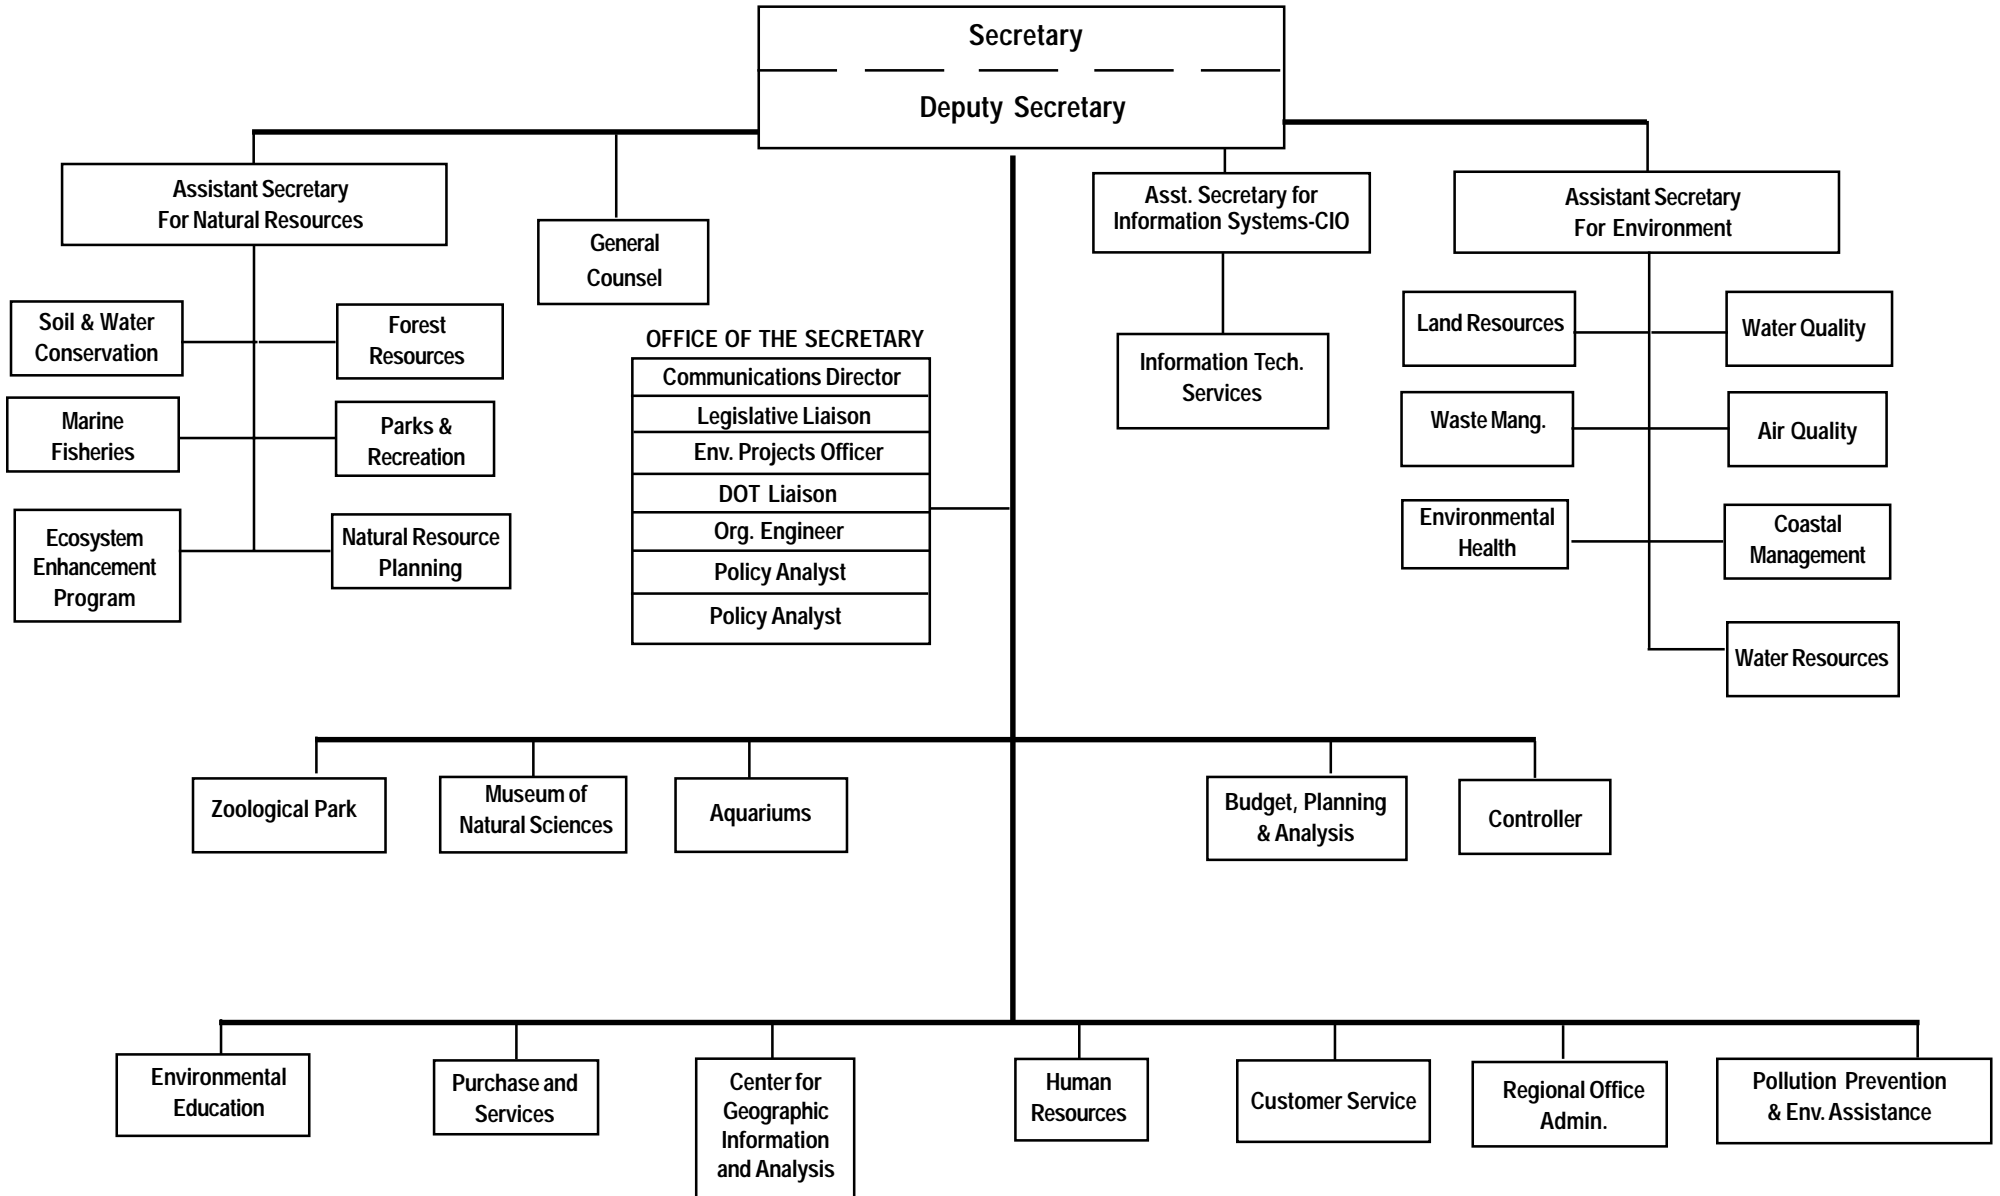 Secretary
Deputy Secretary
Assistant Secretary
For Natural Resources
General
Counsel
Asst. Secretary for
Information Systems-CIO
Assistant Secretary
For Environment
Soil & Water
Conservation
Forest
Resources
Marine
Fisheries
Parks &
Recreation
Ecosystem
Enhancement
Program
Natural Resource
Planning
OFFICE OF THE SECRETARY
Communications Director
Legislative Liaison
Env. Projects Officer
DOT Liaison
Org. Engineer
Policy Analyst
Policy Analyst
Information Tech.
Services
Land Resources
Water Quality
Waste Mang.
Air Quality
Environmental
Health
Coastal
Management
Water Resources
Zoological Park
Museum of
Natural Sciences
Aquariums
Budget, Planning
& Analysis
Controller
Environmental
Education
Purchase and
Services
Center for
Geographic
Information
and Analysis
Human
Resources
Customer Service
Regional Office
Admin.
Pollution Prevention
& Env. Assistance